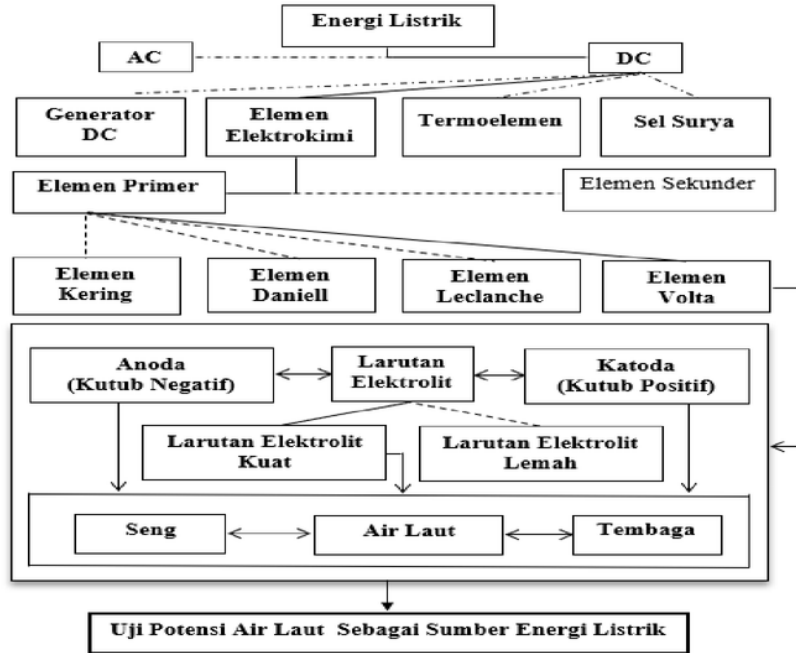 Energi Listrik
AC
DC
Generator
DC
Elemen
Elektrokimi
Termoelemen
Sel Surya
Elemen Primer
Elemen Sekunder
Elemen
Kering
Elemen
Daniell
Elemen
Leclanche
Elemen
Volta
Anoda
(Kutub Negatif)
Larutan
Elektrolit
Katoda
(Kutub Positif)
Larutan Elektrolit
Kuat
Larutan Elektrolit
Lemah
Seng
Air Laut
Tembaga
Uji Potensi Air Laut Sebagai Sumber Energi Listrik